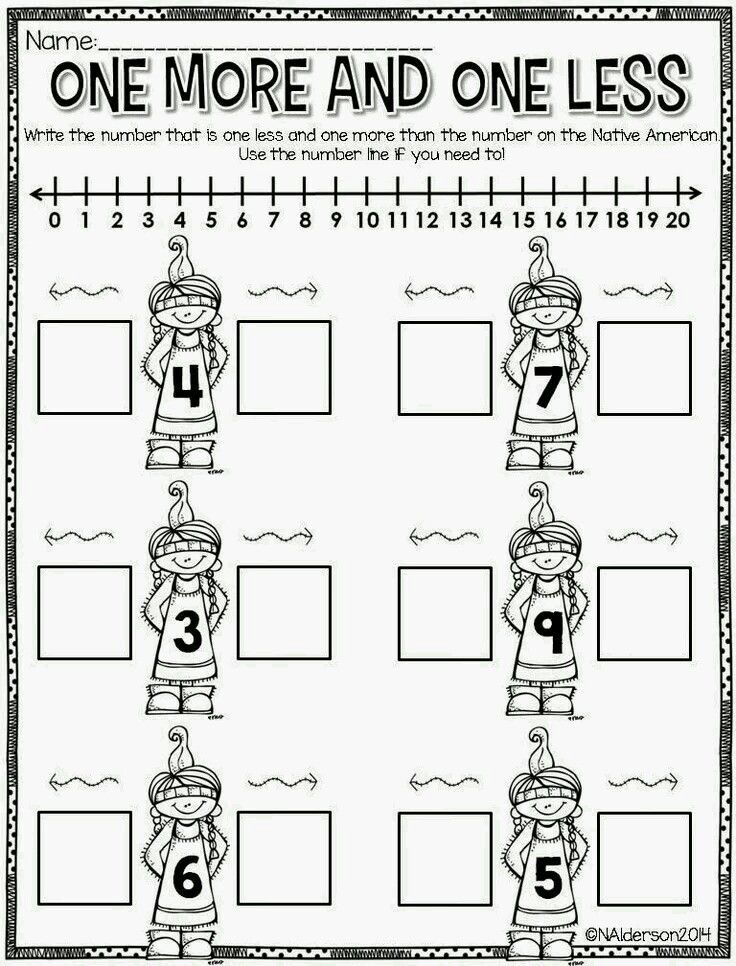 Name:_______________________________
ONE MORE AND ONE LESS
Write the number that is one less and one more than the number on the Native American.
Use the number line if you need to!
0 1 2 3 4 5 6 7 8 9 10 11 12 13 14 15 16 17 18 19 20
4 7
3 9
6 5
©NAlderson2014